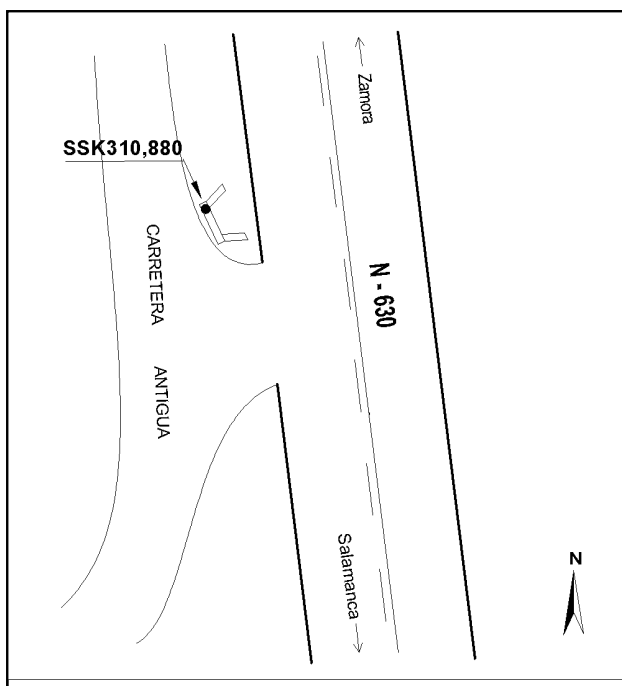 Zamora
SSK310,880
CARRETERA
ANTIGUA
N - 630
Salamanca
N